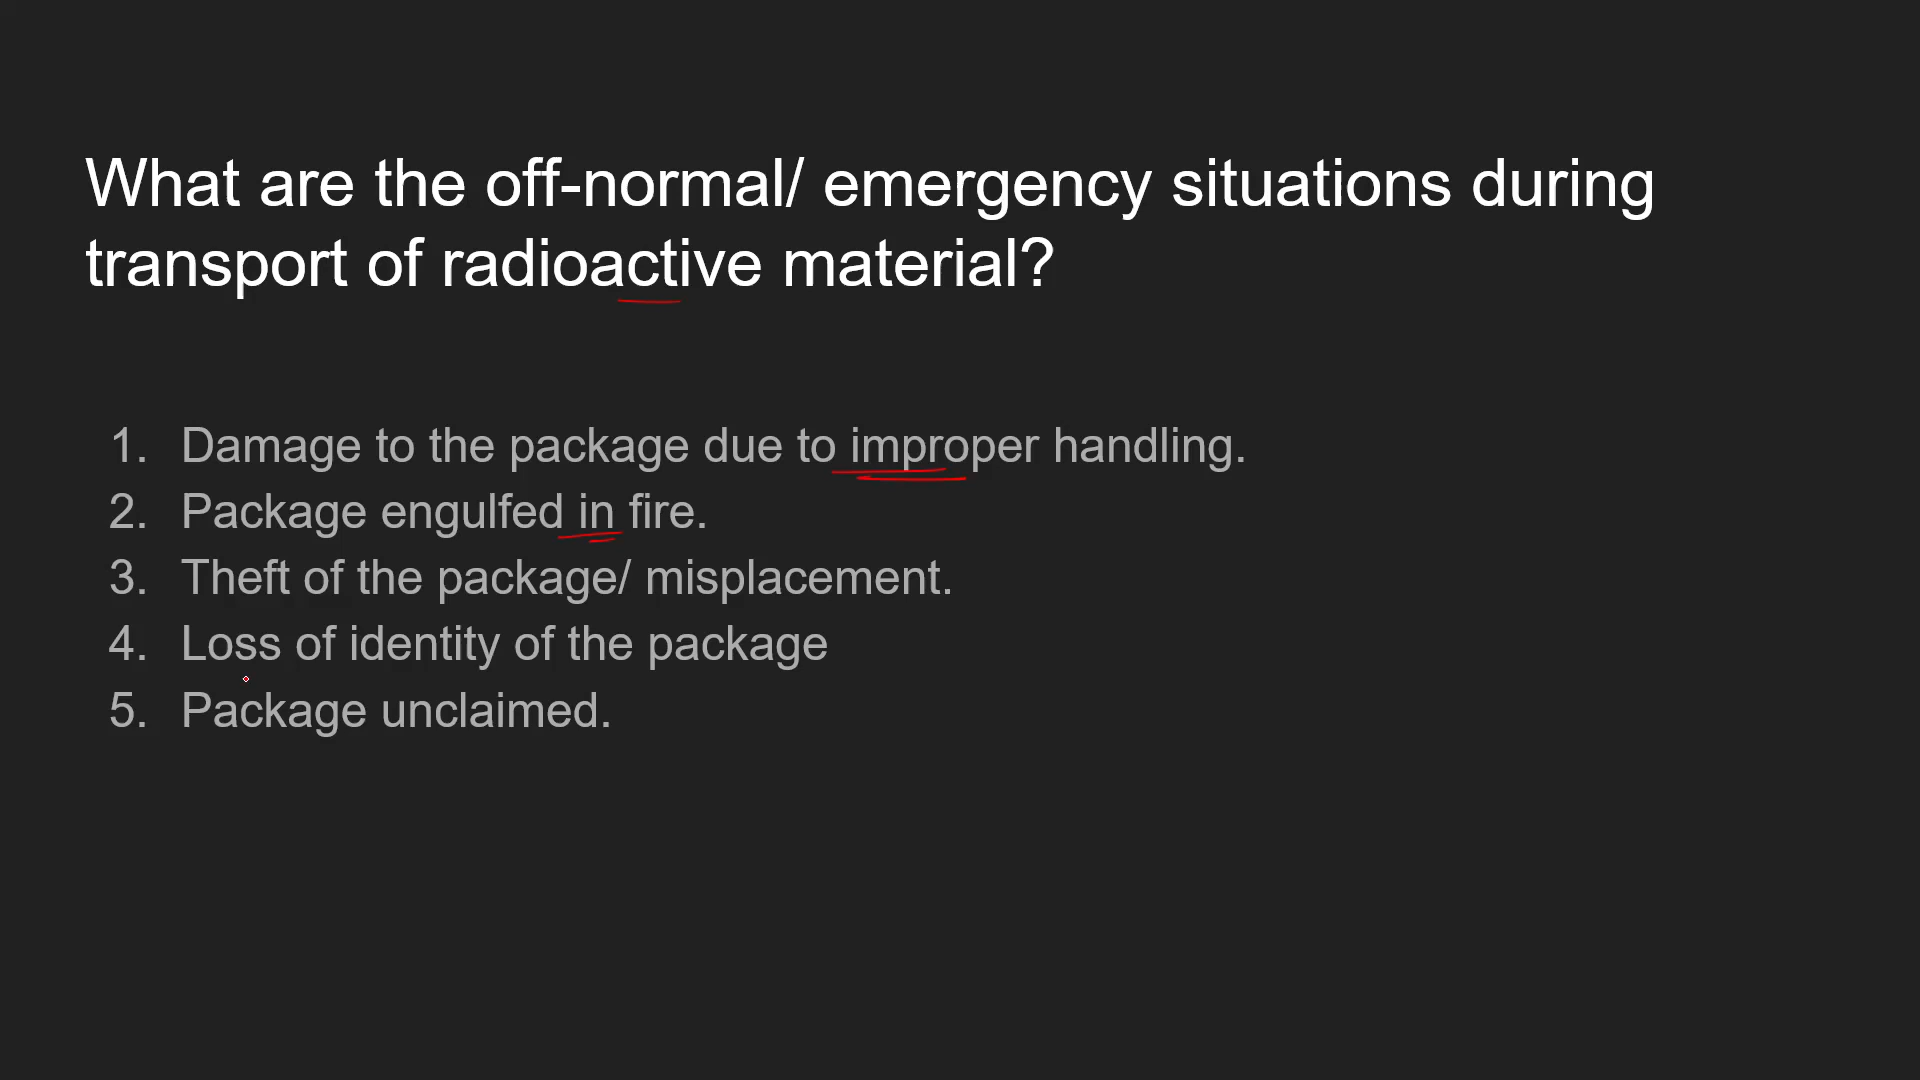 What are the off-normal/ emergency situations during
transport of radioactive material?
1. Damage to the package due to improper handling.
2. Package engulfed in fire.
3. Theft of the package/ misplacement.
4. Loss of identity of the package
5. Package unclaimed.